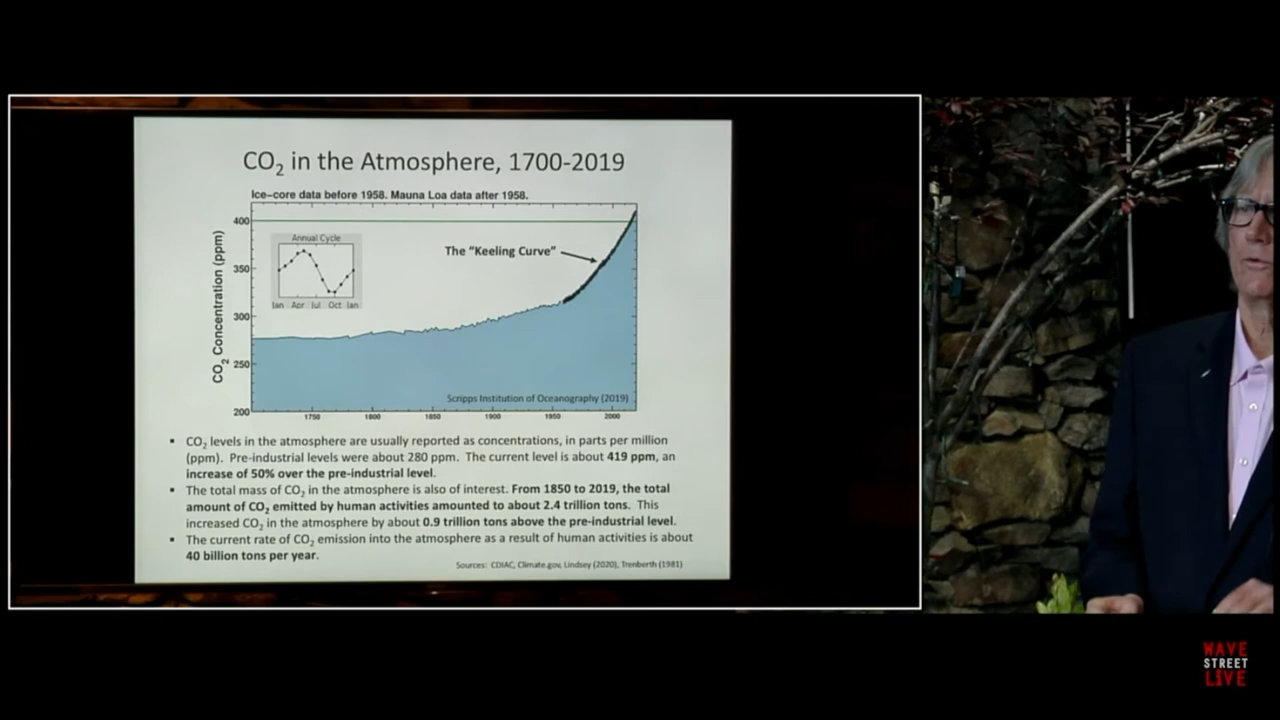 CO₂ in the Atmosphere, 1700-2019
Ice-core data before 1958. Mauna Loa data after 1958.
CO₂ Concentration (ppm)
400
350
300
250
200
Annual Cycle
Jan Apr Jul Oct Jan
The “Keeling Curve”
Scripps Institution of Oceanography (2019)
1750 1800 1850 1900 1950 2000
▪ CO₂ levels in the atmosphere are usually reported as concentrations, in parts per million
(ppm). Pre-industrial levels were about 280 ppm. The current level is about 419 ppm, an
increase of 50% over the pre-industrial level.
▪ The total mass of CO₂ in the atmosphere is also of interest. From 1850 to 2019, the total
amount of CO₂ emitted by human activities amounted to about 2.4 trillion tons. This
increased CO₂ in the atmosphere by about 0.9 trillion tons above the pre-industrial level.
▪ The current rate of CO₂ emission into the atmosphere as a result of human activities is about
40 billion tons per year.
Sources: CDIAC, Climate.gov, Lindsey (2020), Trenberth (1981)
WAVE
STREET
LIVE